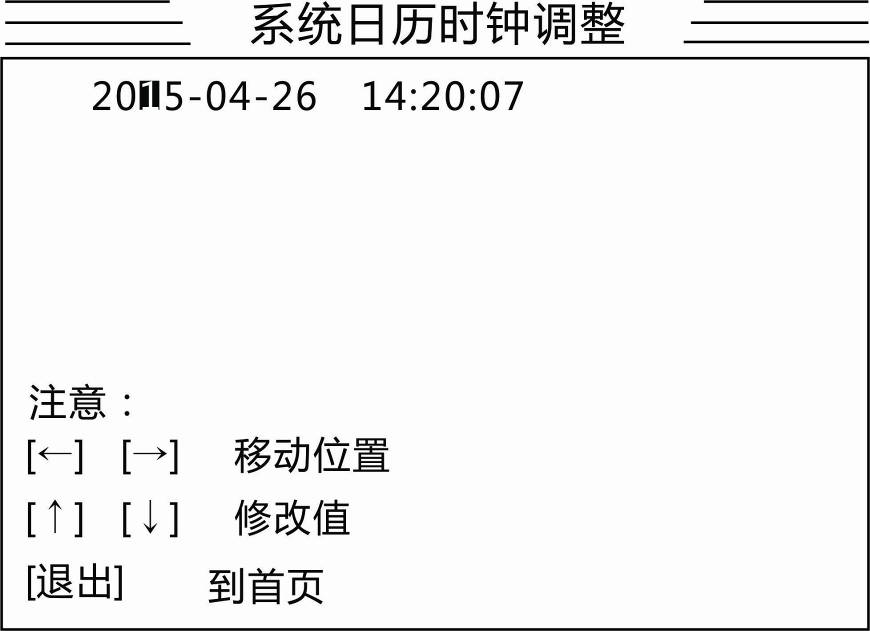 系统日历时钟调整
2015-04-26 14:20:07
注意：
[←] [→] 移动位置
[↑] [↓] 修改值
[退出] 到首页